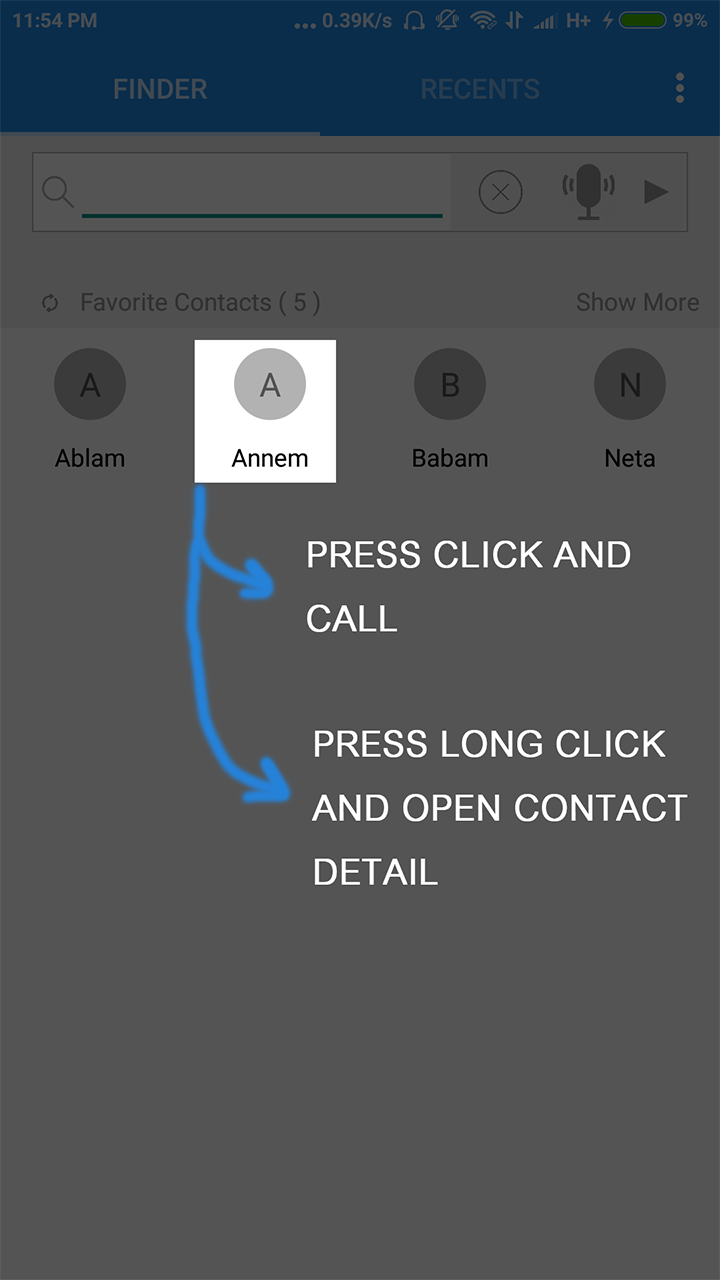 11:54 PM ... 0.39K/s H+ 99%
FINDER RECENTS
Favorite Contacts ( 5 ) Show More
A A B N
Ablam Annem Babam Neta
PRESS CLICK AND
CALL
PRESS LONG CLICK
AND OPEN CONTACT
DETAIL